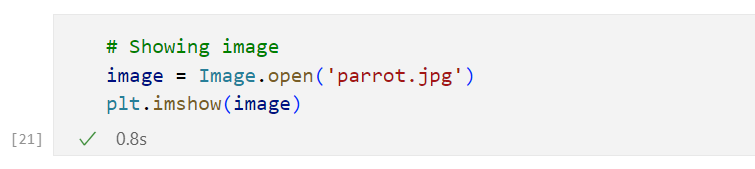 # Showing image
image = Image.open('parrot.jpg')
plt.imshow(image)
[21] 0.8s